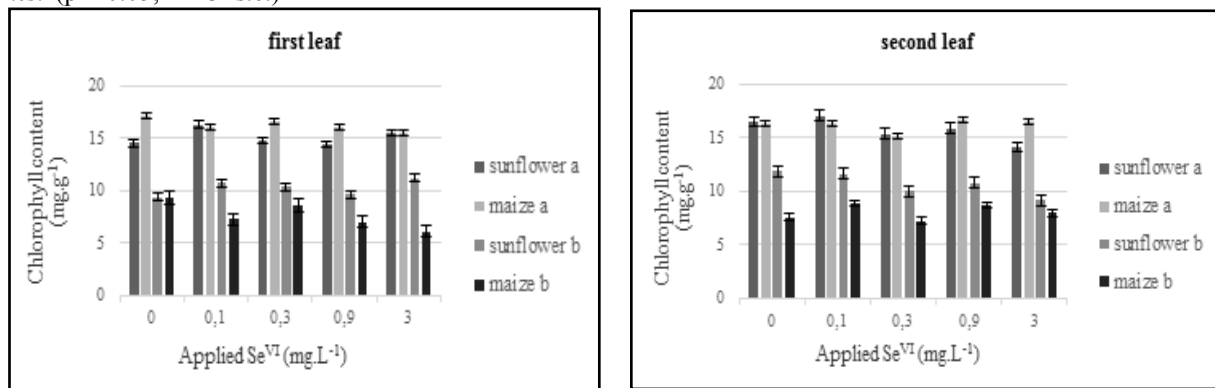 first leaf
Chlorophyll content
(mg.g⁻¹)
20
15
10
5
0
0 0,1 0,3 0,9 3
Applied Se^VI (mg.L⁻¹)
sunflower a
maize a
sunflower b
maize b
second leaf
Chlorophyll content
(mg.g⁻¹)
20
15
10
5
0
0 0,1 0,3 0,9 3
Applied Se^VI (mg.L⁻¹)
sunflower a
maize a
sunflower b
maize b